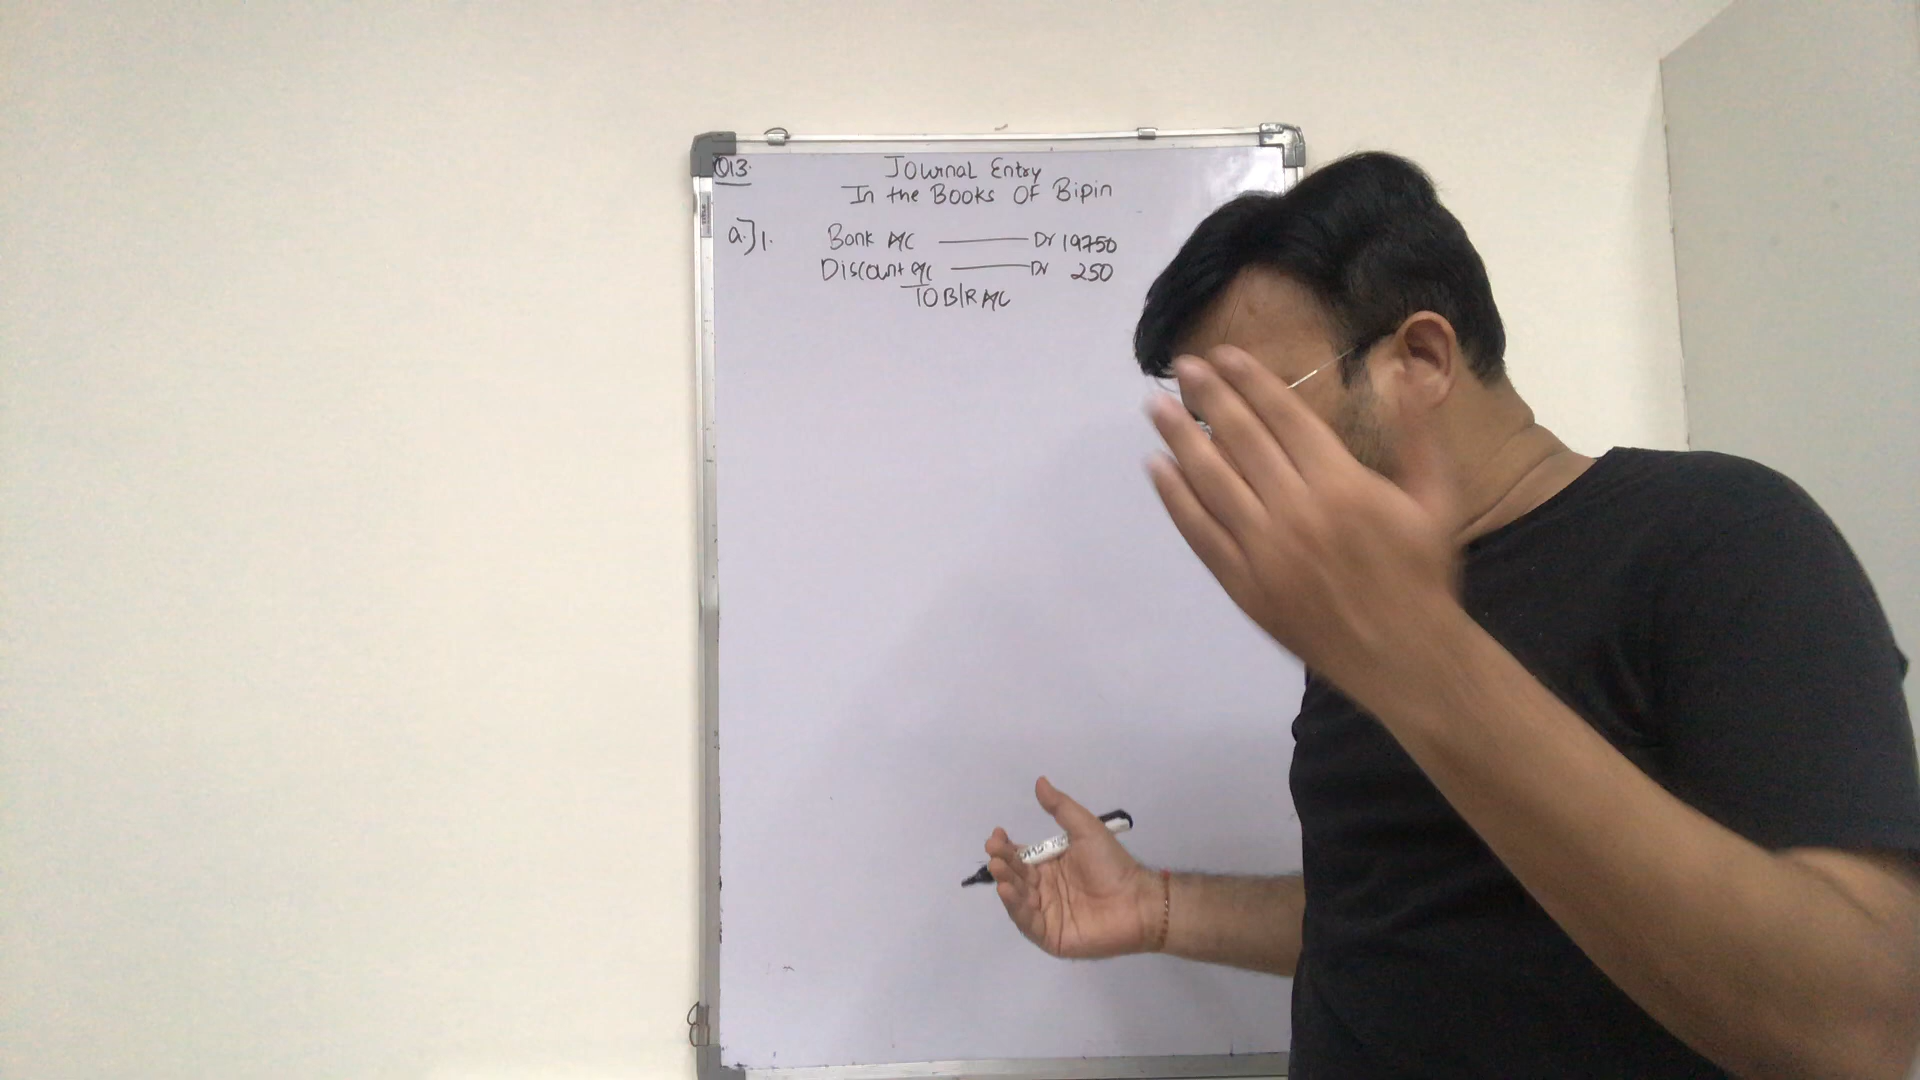 Q13.
Journal Entry
In the Books Of Bipin
a.] 1. Bank A/C Dr 19750
Discount A/C Dr 250
TO B/R A/C